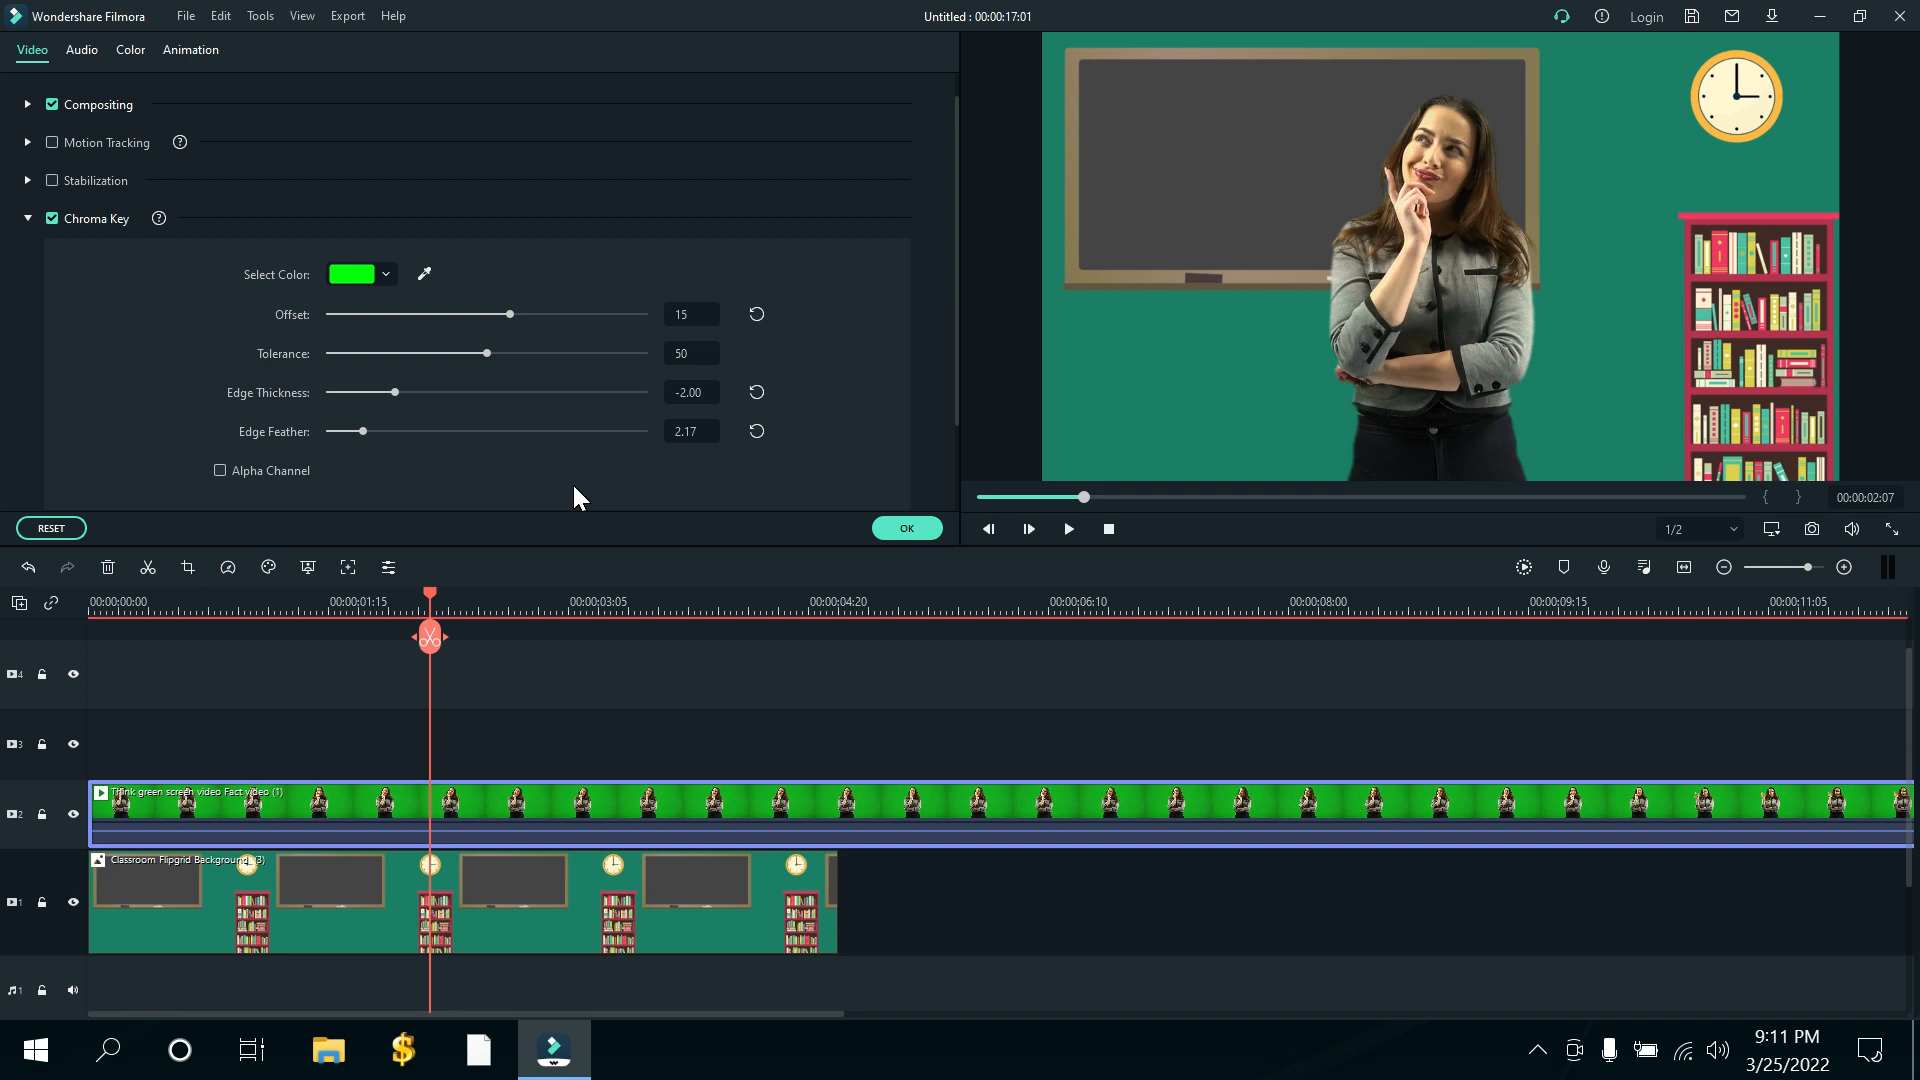 Wondershare Filmora File Edit Tools View Export Help Untitled : 00:00:17:01 Login
Video Audio Color Animation
Compositing
Motion Tracking ?
Stabilization
Chroma Key ?
Select Color:
Offset: 15
Tolerance: 50
Edge Thickness: -2.00
Edge Feather: 2.17
Alpha Channel
RESET OK
{ } 00:00:02:07
1/2
00:00:00:00 00:00:01:15 00:00:03:05 00:00:04:20 00:00:06:10 00:00:08:00 00:00:09:15 00:00:11:05
4
3
Think green screen video Fact video (1)
2
Classroom Flipgrid Background (3)
1
1
9:11 PM
3/25/2022